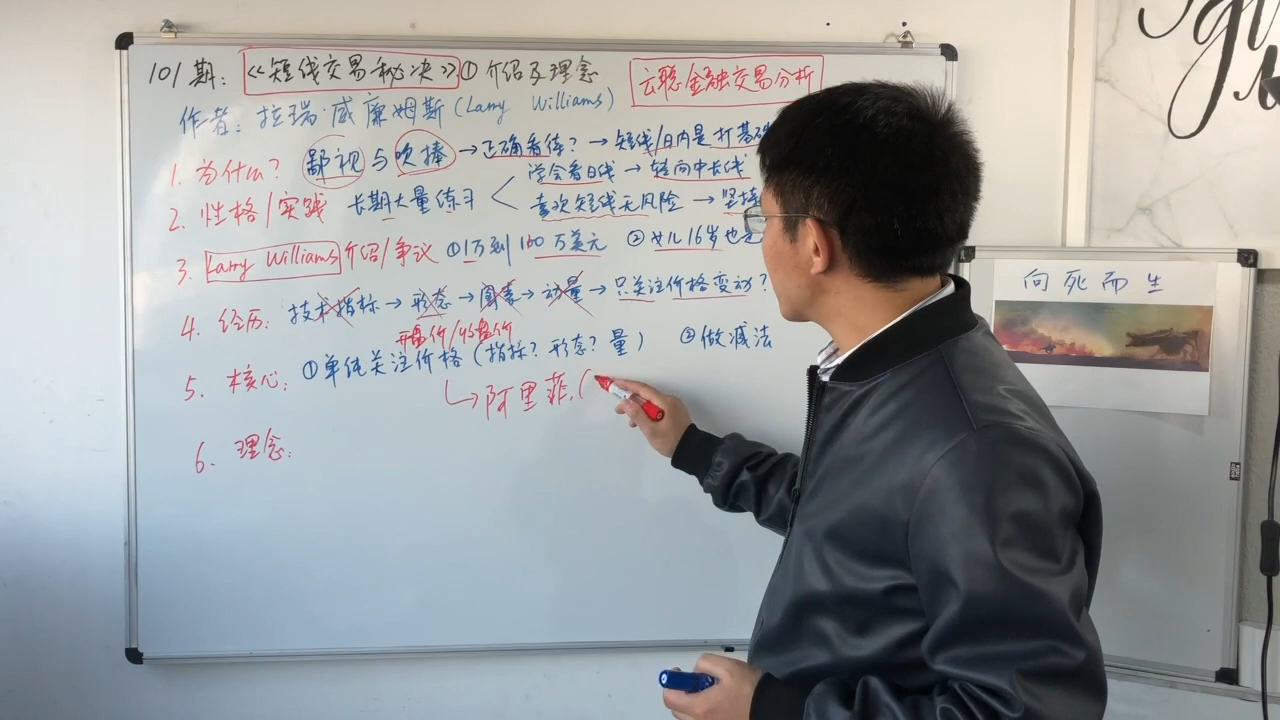 101期: 《短线交易秘决》① 介绍及理念 云聪金融交易分析
作者: 拉瑞·威廉姆斯 (Larry Williams)
1. 为什么? 鄙视与吹捧 → 正确看待? → 短线/日内是打基础
2. 性格/实践 长期大量练习 < 学会看日线 → 转向中长线
喜欢短线无风险 → 坚持
3. Larry Williams 介绍/争议 ①1万到100万美元 ②女儿16岁也
4. 经历: 技术指标 → 形态 → → 动量 → 只关注价格变动?
开盘价/收盘价
5. 核心: ①单纯关注价格 (指标? 形态? 量) ②做减法
↳ 阿里菲.(
6. 理念:
向死而生